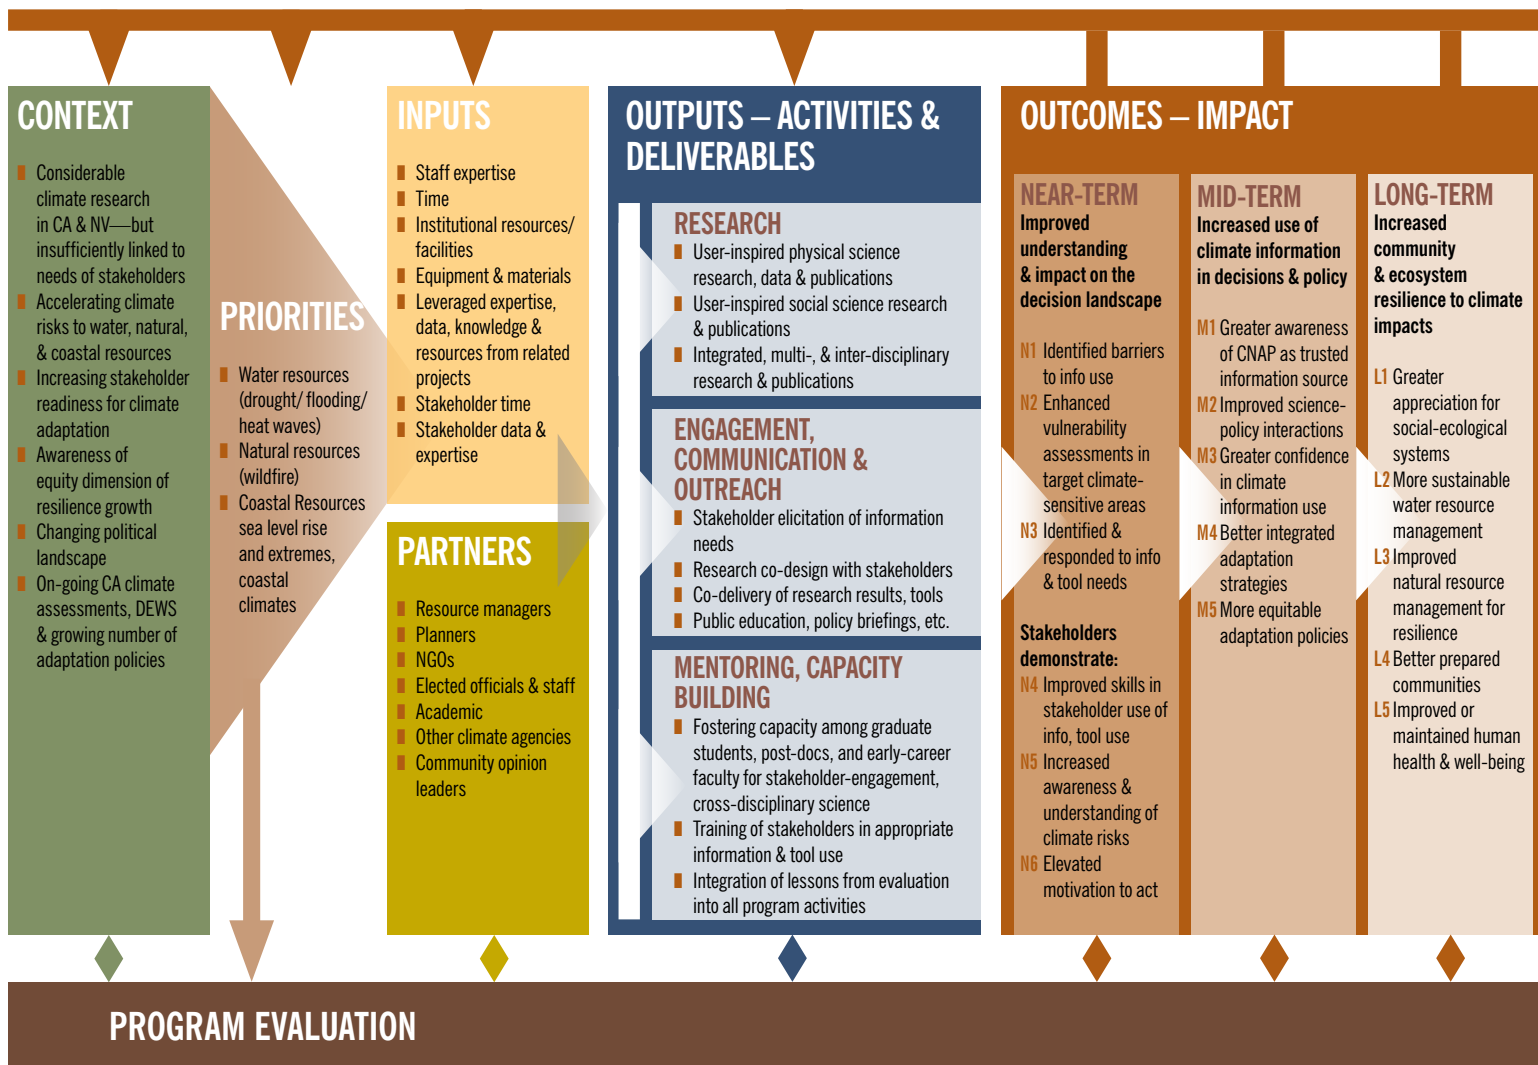 CONTEXT
Considerable
climate research
in CA & NV—but
insufficiently linked to
needs of stakeholders
Accelerating climate
risks to water, natural,
& coastal resources
Increasing stakeholder
readiness for climate
adaptation
Awareness of
equity dimension of
resilience growth
Changing political
landscape
On-going CA climate
assessments, DEWS
& growing number of
adaptation policies
PRIORITIES
Water resources
(drought/ flooding/
heat waves)
Natural resources
(wildfire)
Coastal Resources
sea level rise
and extremes,
coastal
climates
INPUTS
Staff expertise
Time
Institutional resources/
facilities
Equipment & materials
Leveraged expertise,
data, knowledge &
resources from related
projects
Stakeholder time
Stakeholder data &
expertise
PARTNERS
Resource managers
Planners
NGOs
Elected officials & staff
Academic
Other climate agencies
Community opinion
leaders
OUTPUTS – ACTIVITIES &
DELIVERABLES
RESEARCH
User-inspired physical science
research, data & publications
User-inspired social science research
& publications
Integrated, multi-, & inter-disciplinary
research & publications
ENGAGEMENT,
COMMUNICATION &
OUTREACH
Stakeholder elicitation of information
needs
Research co-design with stakeholders
Co-delivery of research results, tools
Public education, policy briefings, etc.
MENTORING, CAPACITY
BUILDING
Fostering capacity among graduate
students, post-docs, and early-career
faculty for stakeholder-engagement,
cross-disciplinary science
Training of stakeholders in appropriate
information & tool use
Integration of lessons from evaluation
into all program activities
OUTCOMES – IMPACT
NEAR-TERM
Improved
understanding
& impact on the
decision landscape
N1 Identified barriers
to info use
N2 Enhanced
vulnerability
assessments in
target climate-
sensitive areas
N3 Identified &
responded to info
& tool needs
Stakeholders
demonstrate:
N4 Improved skills in
stakeholder use of
info, tool use
N5 Increased
awareness &
understanding of
climate risks
N6 Elevated
motivation to act
MID-TERM
Increased use of
climate information
in decisions & policy
M1 Greater awareness
of CNAP as trusted
information source
M2 Improved science-
policy interactions
M3 Greater confidence
in climate
information use
M4 Better integrated
adaptation
strategies
M5 More equitable
adaptation policies
LONG-TERM
Increased
community
& ecosystem
resilience to climate
impacts
L1 Greater
appreciation for
social-ecological
systems
L2 More sustainable
water resource
management
L3 Improved
natural resource
management for
resilience
L4 Better prepared
communities
L5 Improved or
maintained human
health & well-being
PROGRAM EVALUATION